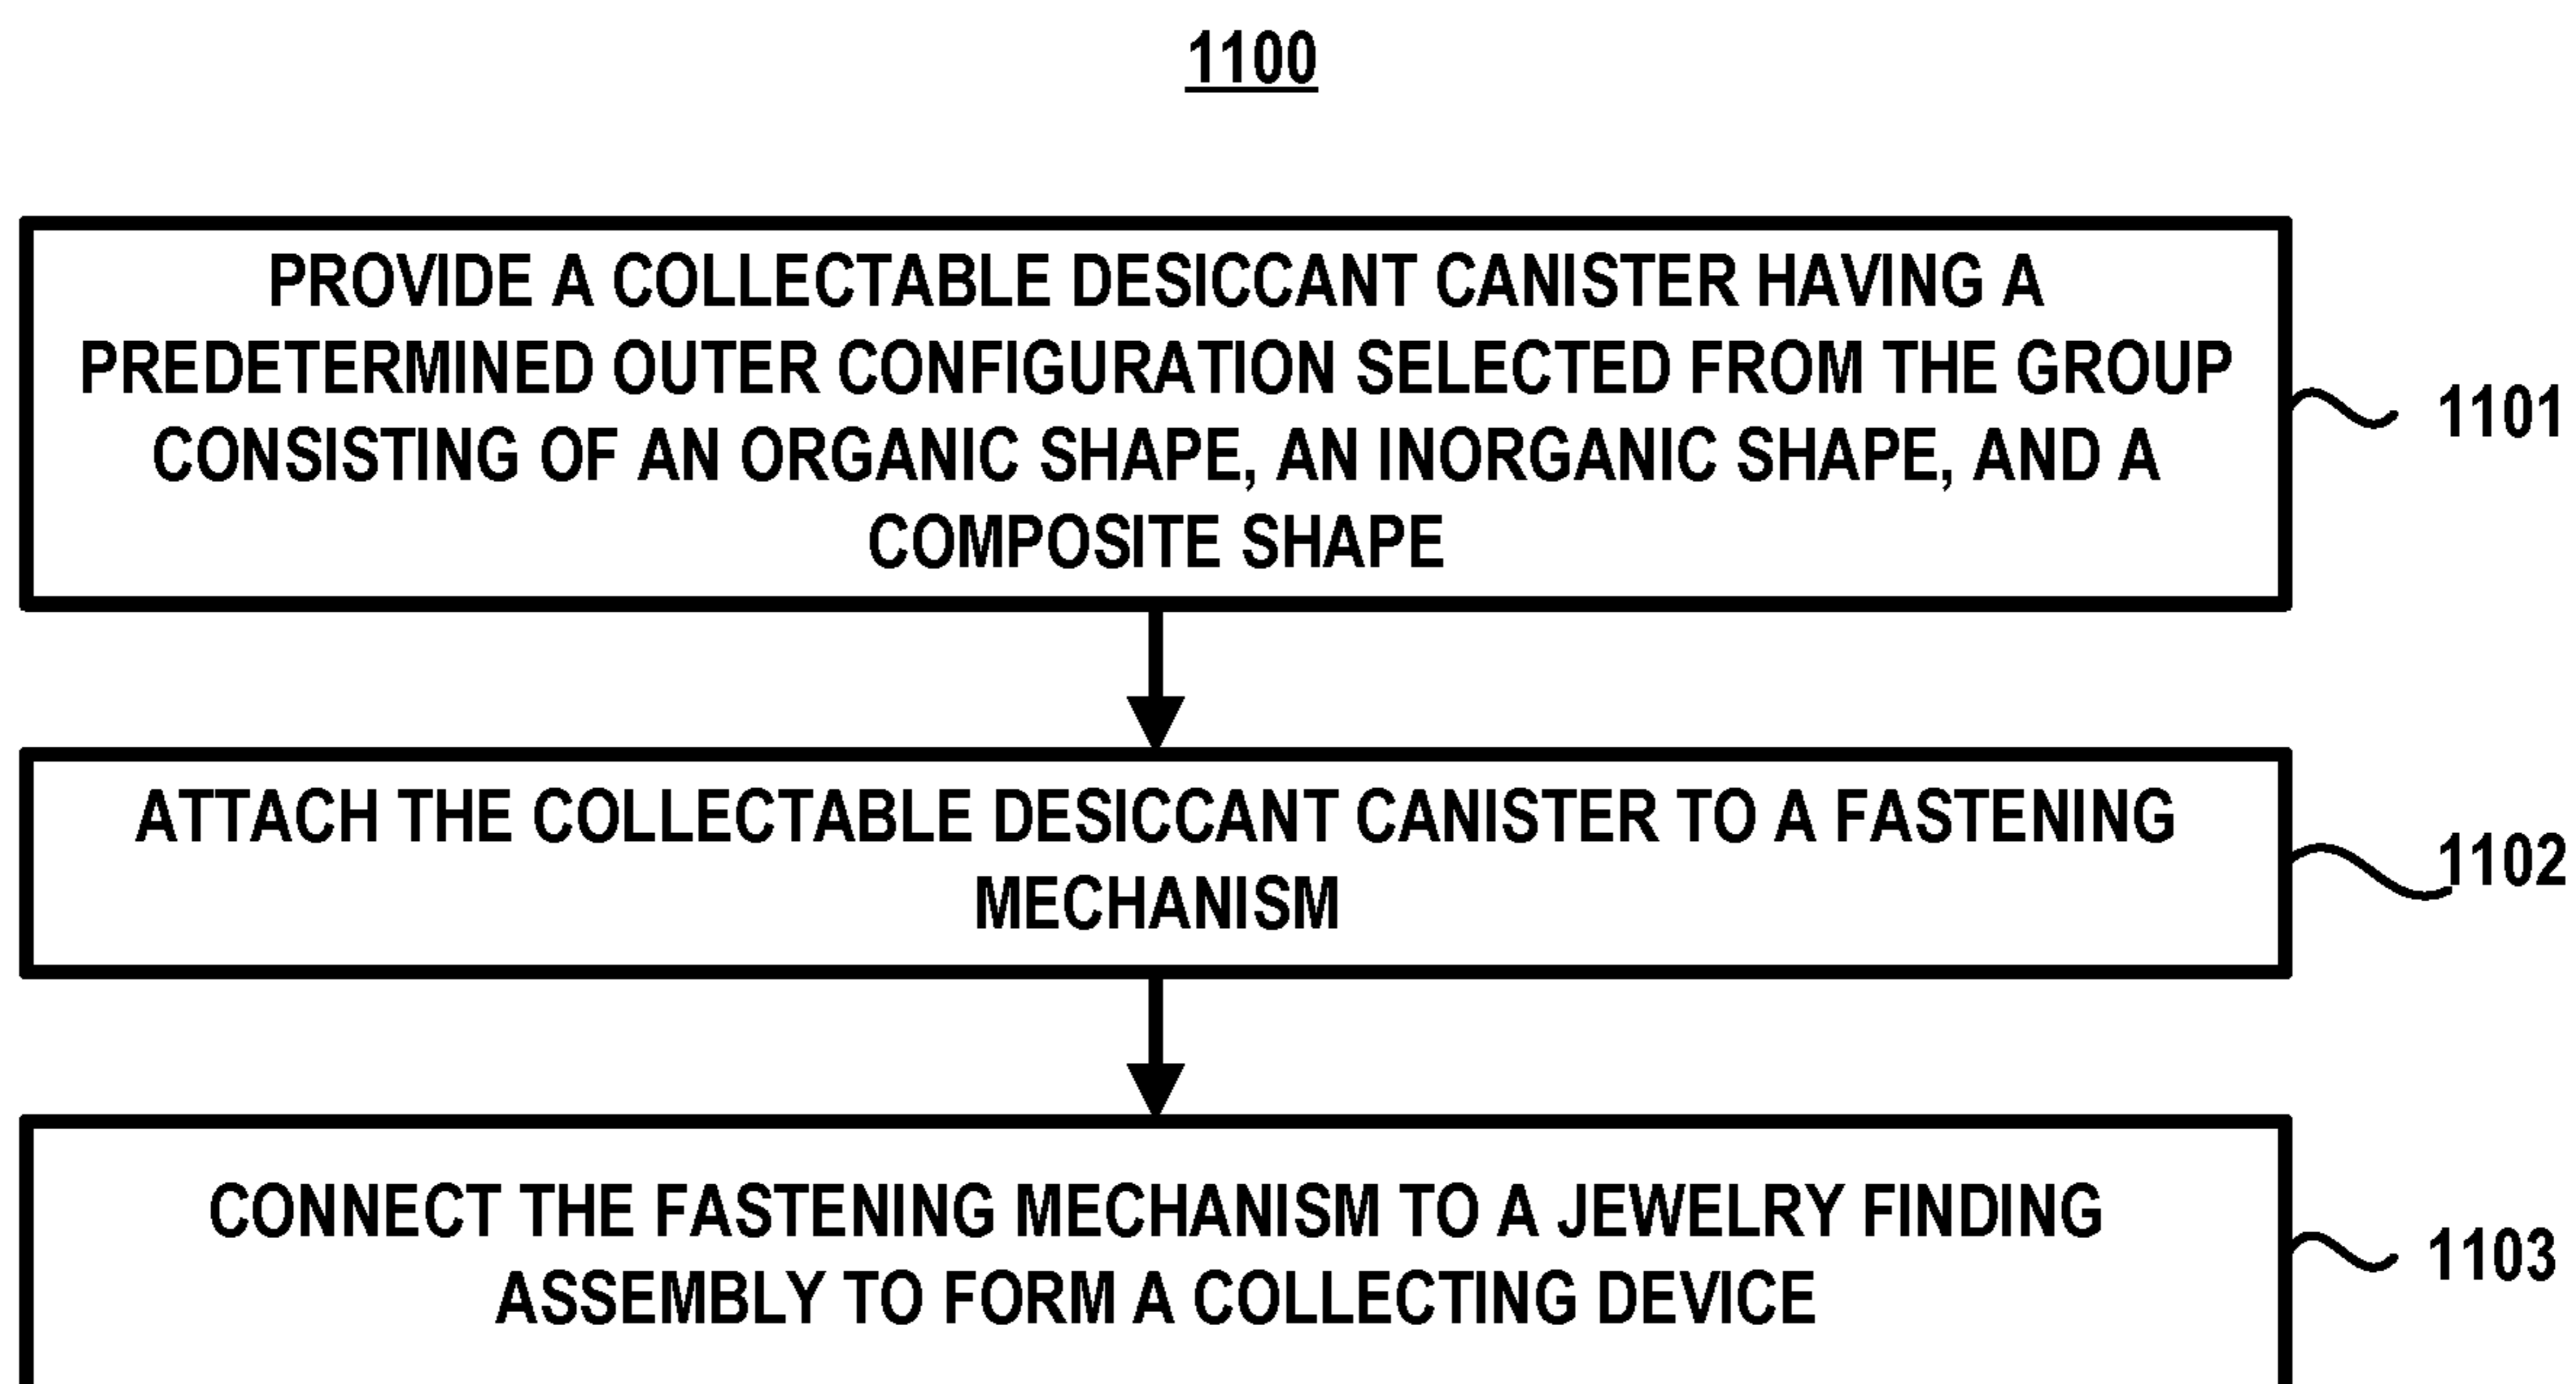 1100
PROVIDE A COLLECTABLE DESICCANT CANISTER HAVING A
PREDETERMINED OUTER CONFIGURATION SELECTED FROM THE GROUP
CONSISTING OF AN ORGANIC SHAPE, AN INORGANIC SHAPE, AND A
COMPOSITE SHAPE
1101
ATTACH THE COLLECTABLE DESICCANT CANISTER TO A FASTENING
MECHANISM
1102
CONNECT THE FASTENING MECHANISM TO A JEWELRY FINDING
ASSEMBLY TO FORM A COLLECTING DEVICE
1103